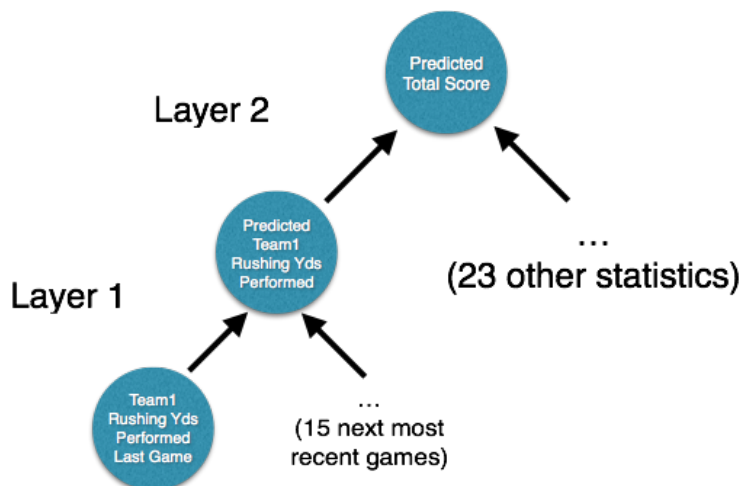 Predicted
Total Score
Layer 2
Predicted
Team1
Rushing Yds
Performed
...
(23 other statistics)
Layer 1
Team1
Rushing Yds
Performed
Last Game
...
(15 next most
recent games)